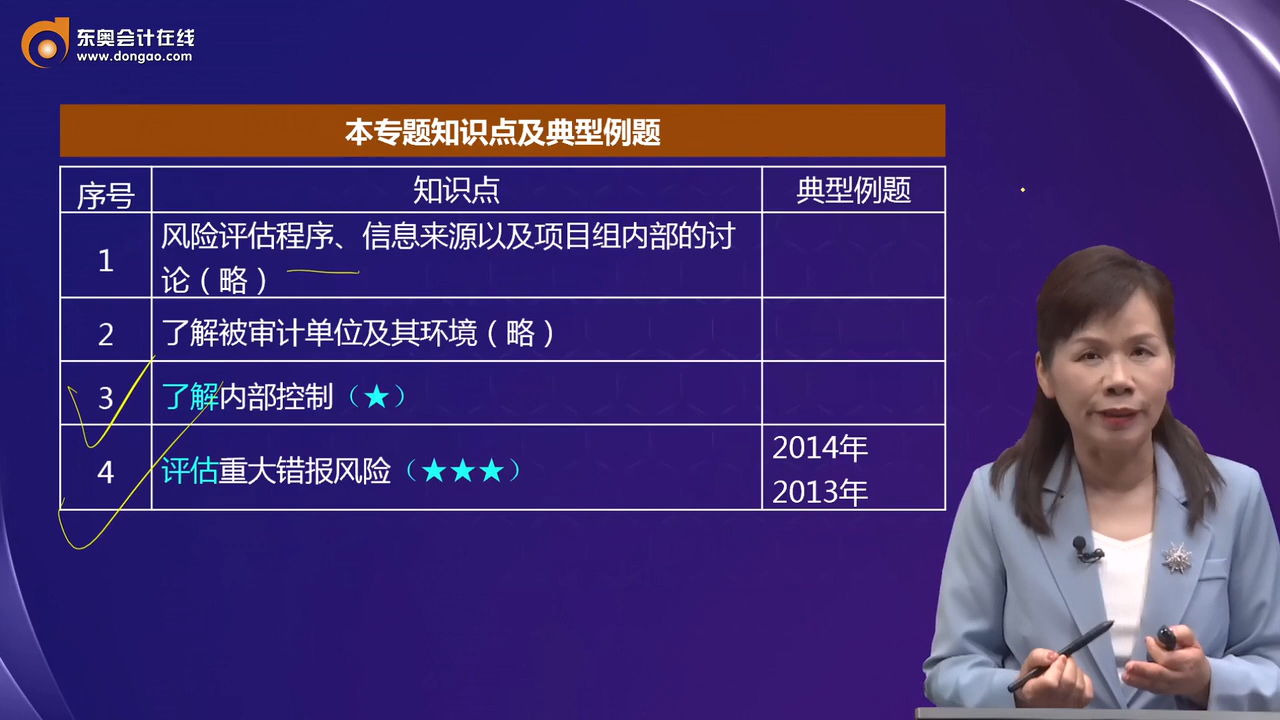 东奥会计在线
www.dongao.com
本专题知识点及典型例题
序号 知识点 典型例题
1 风险评估程序、信息来源以及项目组内部的讨
论（略）
2 了解被审计单位及其环境（略）
3 了解内部控制（★）
4 评估重大错报风险（★★★） 2014年
2013年